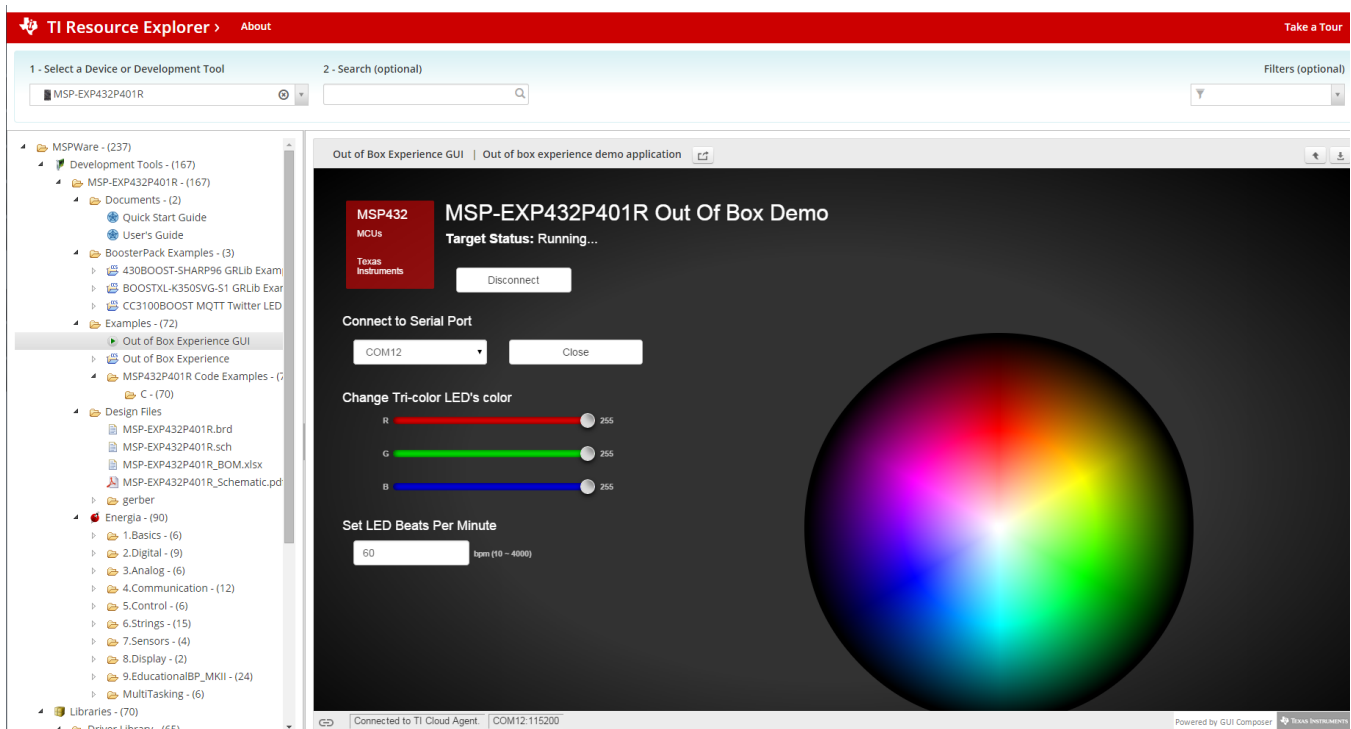 TI Resource Explorer › About Take a Tour
1 - Select a Device or Development Tool 2 - Search (optional) Filters (optional)
MSP-EXP432P401R
MSPWare - (237)
Development Tools - (167)
MSP-EXP432P401R - (167)
Documents - (2)
Quick Start Guide
User's Guide
BoosterPack Examples - (3)
430BOOST-SHARP96 GRLib Examp
BOOSTXL-K350SVG-S1 GRLib Exar
CC3100BOOST MQTT Twitter LED
Examples - (72)
Out of Box Experience GUI
Out of Box Experience
MSP432P401R Code Examples - (7
C - (70)
Design Files
MSP-EXP432P401R.brd
MSP-EXP432P401R.sch
MSP-EXP432P401R_BOM.xlsx
MSP-EXP432P401R_Schematic.pd
gerber
Energia - (90)
1.Basics - (6)
2.Digital - (9)
3.Analog - (6)
4.Communication - (12)
5.Control - (6)
6.Strings - (15)
7.Sensors - (4)
8.Display - (2)
9.EducationalBP_MKII - (24)
MultiTasking - (6)
Libraries - (70)
Out of Box Experience GUI | Out of box experience demo application
MSP432
MCUs
Texas
Instruments
MSP-EXP432P401R Out Of Box Demo
Target Status: Running...
Disconnect
Connect to Serial Port
COM12 Close
Change Tri-color LED's color
R 255
G 255
B 255
Set LED Beats Per Minute
60 bpm (10 ~ 4000)
Connected to TI Cloud Agent. COM12:115200 Powered by GUI Composer TEXAS INSTRUMENTS